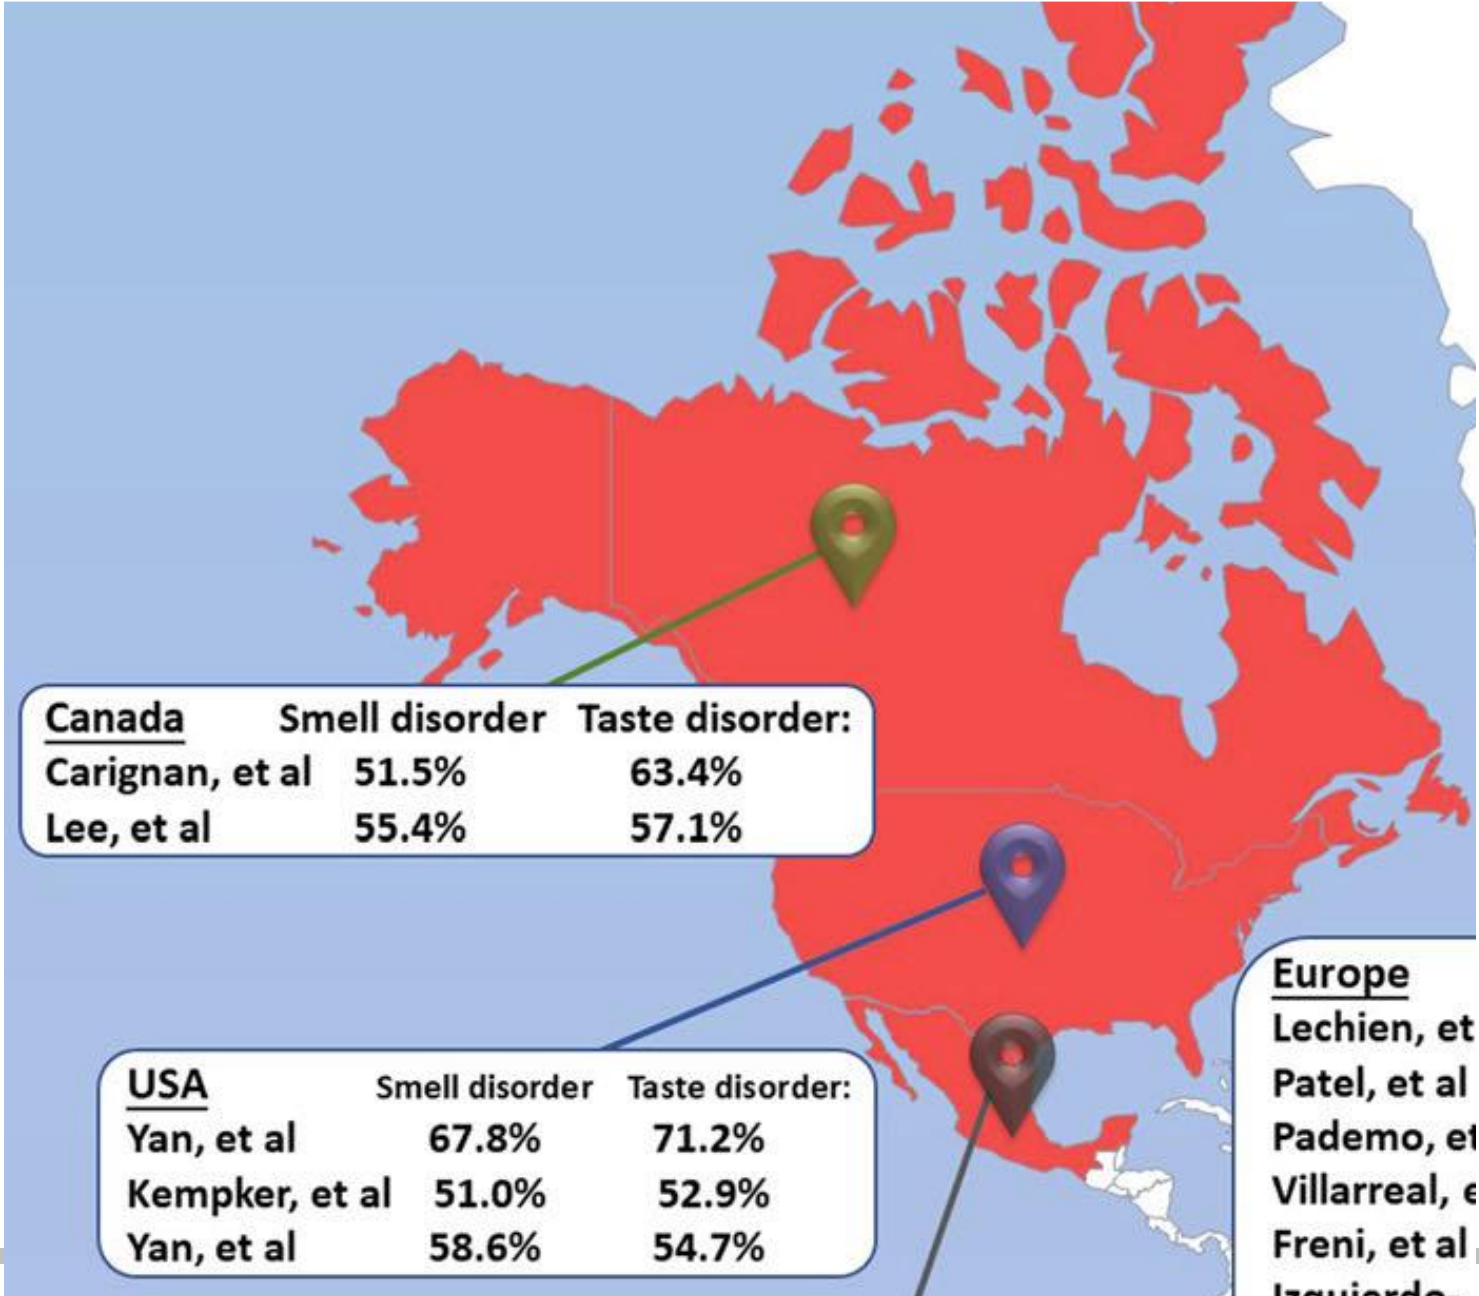 Canada Smell disorder Taste disorder:
Carignan, et al 51.5% 63.4%
Lee, et al 55.4% 57.1%
USA Smell disorder Taste disorder:
Yan, et al 67.8% 71.2%
Kempker, et al 51.0% 52.9%
Yan, et al 58.6% 54.7%
Europe
Lechien, et
Patel, et al
Pademo, et
Villarreal, e
Freni, et al